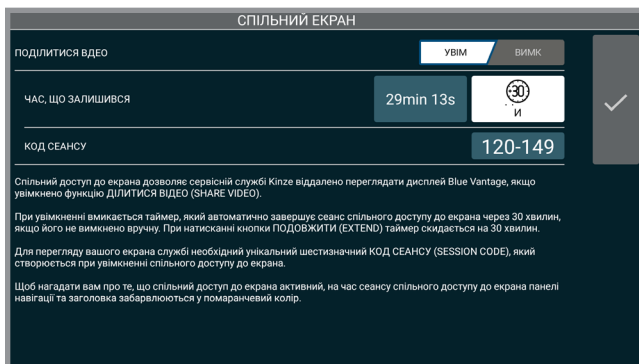 СПІЛЬНИЙ ЕКРАН
ПОДІЛИТИСЯ ВДЕО
УВІМ
ВИМК
ЧАС, ЩО ЗАЛИШИВСЯ
29min 13s
30
И
КОД СЕАНСУ
120-149
Спільний доступ до екрана дозволяє сервісній службі Kinze віддалено переглядати дисплей Blue Vantage, якщо
увімкнено функцію ДІЛИТИСЯ ВІДЕО (SHARE VIDEO).
При увімкненні вмикається таймер, який автоматично завершує сеанс спільного доступу до екрана через 30 хвилин,
якщо його не вимкнено вручну. При натисканні кнопки ПОДОВЖИТИ (EXTEND) таймер скидається на 30 хвилин.
Для перегляду вашого екрана службі необхідний унікальний шестизначний КОД СЕАНСУ (SESSION CODE), який
створюється при увімкненні спільного доступу до екрана.
Щоб нагадати вам про те, що спільний доступ до екрана активний, на час сеансу спільного доступу до екрана панелі
навігації та заголовка забарвлюються у помаранчевий колір.